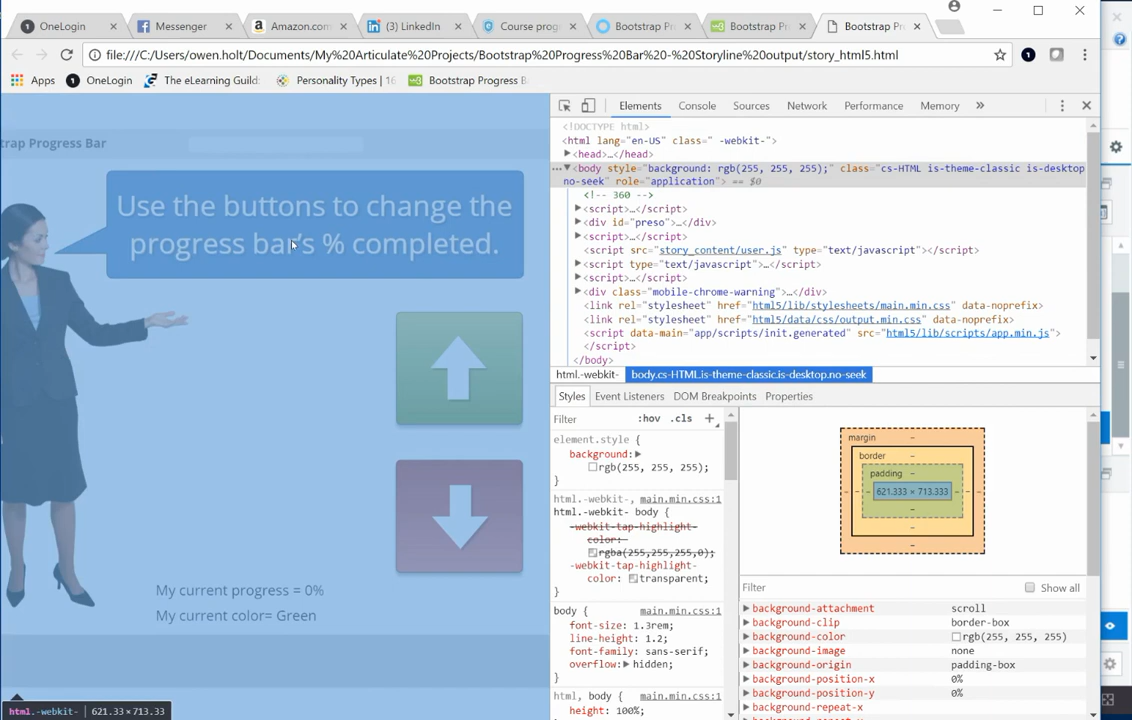 OneLogin
Messenger
Amazon.com
(3) LinkedIn
Course prog
Bootstrap Pr
Bootstrap Pr
Bootstrap Pr
file:///C:/Users/owen.holt/Documents/My%20Articulate%20Projects/Bootstrap%20Progress%20Bar%20-%20Storyline%20output/story_html5.html
Apps
OneLogin
The eLearning Guild:
Personality Types | 16
Bootstrap Progress B
strap Progress Bar
Use the buttons to change the
progress bar's % completed.
My current progress = 0%
My current color= Green
html.-webkit- | 621.33×713.33
Elements
Console
Sources
Network
Performance
Memory
»
<!DOCTYPE html>
<html lang="en-US" class=" -webkit-">
<head>…</head>
<body style="background: rgb(255, 255, 255);" class="cs-HTML is-theme-classic is-desktop
no-seek" role="application"> == $0
<!-- 360 -->
<script>…</script>
<div id="preso">…</div>
<script>…</script>
<script src="story_content/user.js" type="text/javascript"></script>
<script type="text/javascript">…</script>
<script>…</script>
<div class="mobile-chrome-warning">…</div>
<link rel="stylesheet" href="html5/lib/stylesheets/main.min.css" data-noprefix>
<link rel="stylesheet" href="html5/data/css/output.min.css" data-noprefix>
<script data-main="app/scripts/init.generated" src="html5/lib/scripts/app.min.js">
</script>
</body>
html.-webkit-
body.cs-HTML.is-theme-classic.is-desktop.no-seek
Styles
Event Listeners
DOM Breakpoints
Properties
Filter
:hov
.cls
+
element.style {
background:
rgb(255, 255, 255);
}
html.-webkit-, main.min.css:1
html.-webkit- body {
-webkit-tap-highlight-
color:
rgba(255,255,255,0);
-webkit-tap-highlight-
color: transparent;
}
body { main.min.css:1
font-size: 1.3rem;
line-height: 1.2;
font-family: sans-serif;
overflow: hidden;
}
html, body { main.min.css:1
height: 100%;
margin –
border –
padding –
– – – 621.333 × 713.333 – – –
–
–
–
Filter
Show all
background-attachment scroll
background-clip border-box
background-color rgb(255, 255, 255)
background-image none
background-origin padding-box
background-position-x 0%
background-position-y 0%
background-repeat-x